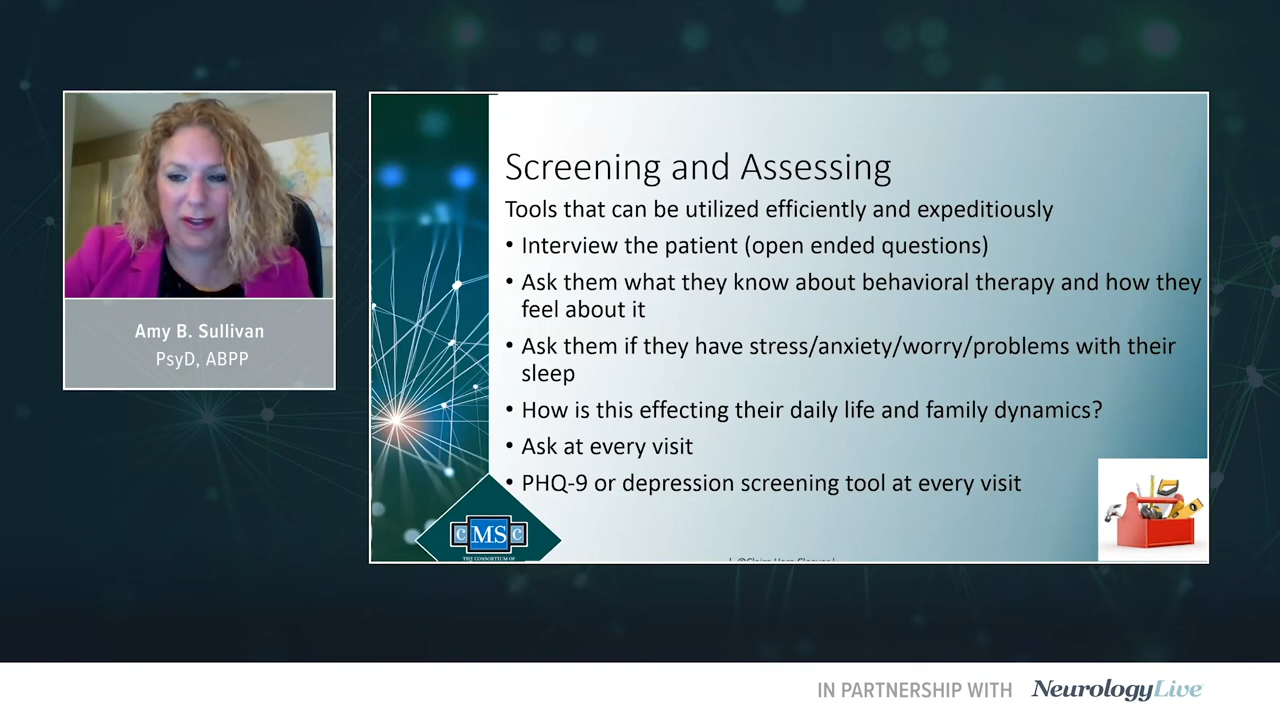 Amy B. Sullivan
PsyD, ABPP
Screening and Assessing
Tools that can be utilized efficiently and expeditiously
• Interview the patient (open ended questions)
• Ask them what they know about behavioral therapy and how they
feel about it
• Ask them if they have stress/anxiety/worry/problems with their
sleep
• How is this effecting their daily life and family dynamics?
• Ask at every visit
• PHQ-9 or depression screening tool at every visit
CMSC
THE CONSORTIUM OF
IN PARTNERSHIP WITH NeurologyLive